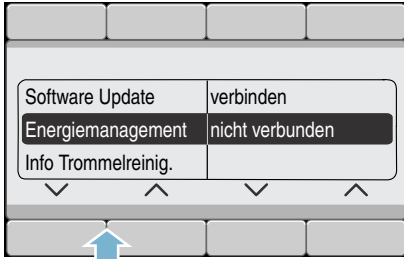 Software Update verbinden
Energiemanagement nicht verbunden
Info Trommelreinig.